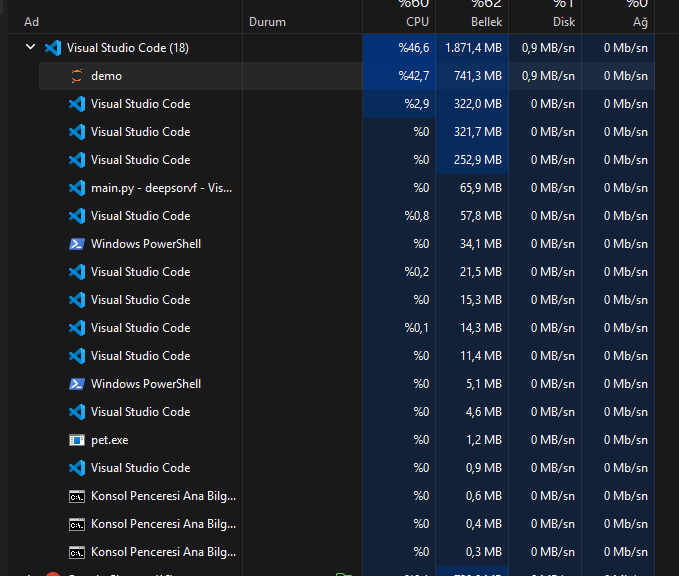 %60 %62 %1 %0
Ad Durum CPU Bellek Disk Ağ
Visual Studio Code (18) %46,6 1.871,4 MB 0,9 MB/sn 0 Mb/sn
demo %42,7 741,3 MB 0,9 MB/sn 0 Mb/sn
Visual Studio Code %2,9 322,0 MB 0 MB/sn 0 Mb/sn
Visual Studio Code %0 321,7 MB 0 MB/sn 0 Mb/sn
Visual Studio Code %0 252,9 MB 0 MB/sn 0 Mb/sn
main.py - deepsorvf - Vis... %0 65,9 MB 0 MB/sn 0 Mb/sn
Visual Studio Code %0,8 57,8 MB 0 MB/sn 0 Mb/sn
Windows PowerShell %0 34,1 MB 0 MB/sn 0 Mb/sn
Visual Studio Code %0,2 21,5 MB 0 MB/sn 0 Mb/sn
Visual Studio Code %0 15,3 MB 0 MB/sn 0 Mb/sn
Visual Studio Code %0,1 14,3 MB 0 MB/sn 0 Mb/sn
Visual Studio Code %0 11,4 MB 0 MB/sn 0 Mb/sn
Windows PowerShell %0 5,1 MB 0 MB/sn 0 Mb/sn
Visual Studio Code %0 4,6 MB 0 MB/sn 0 Mb/sn
pet.exe %0 1,2 MB 0 MB/sn 0 Mb/sn
Visual Studio Code %0 0,9 MB 0 MB/sn 0 Mb/sn
Konsol Penceresi Ana Bilg... %0 0,6 MB 0 MB/sn 0 Mb/sn
Konsol Penceresi Ana Bilg... %0 0,4 MB 0 MB/sn 0 Mb/sn
Konsol Penceresi Ana Bilg... %0 0,3 MB 0 MB/sn 0 Mb/sn